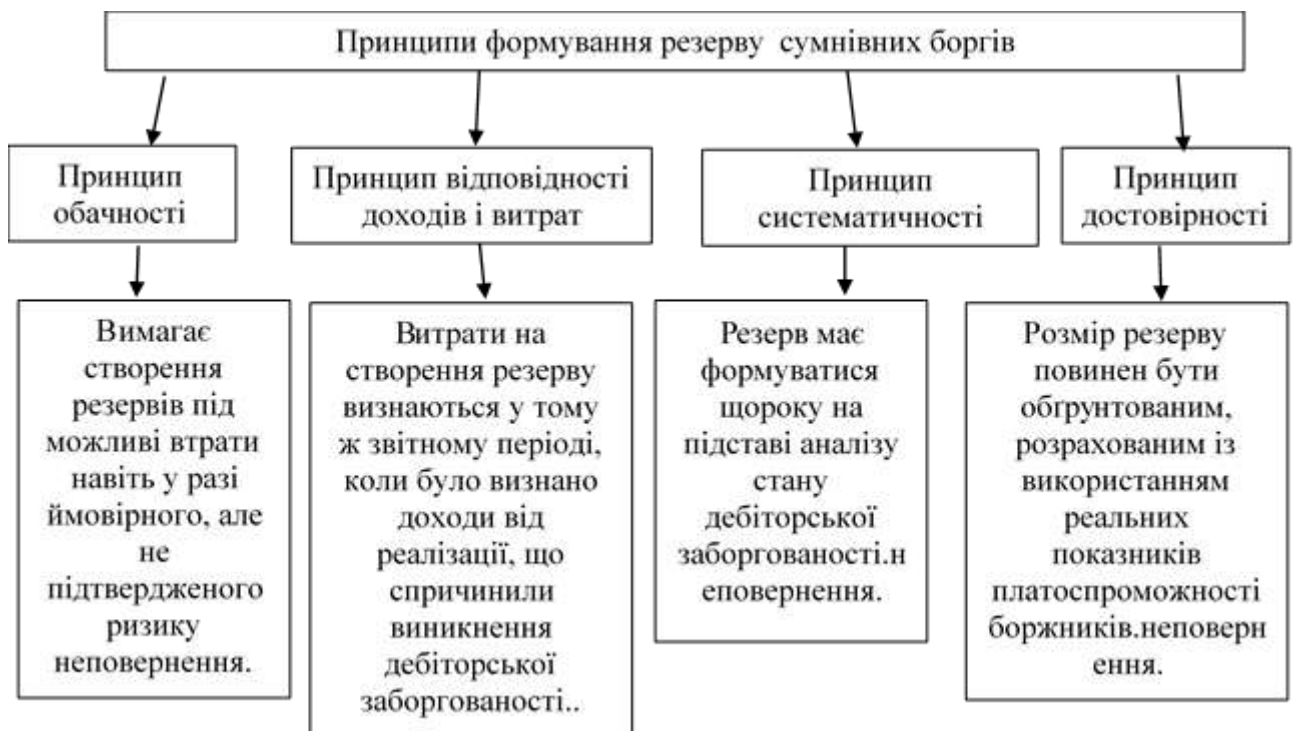 Принципи формування резерву сумнівних боргів
Принцип
обачності
Принцип відповідності
доходів і витрат
Принцип
систематичності
Принцип
достовірності
Вимагає
створення
резервів під
можливі втрати
навіть у разі
ймовірного, але
не
підтвердженого
ризику
неповернення.
Витрати на
створення резерву
визнаються у тому
ж звітному періоді,
коли було визнано
доходи від
реалізації, що
спричинили
виникнення
дебіторської
заборгованості..
Резерв має
формуватися
щороку на
підставі аналізу
стану
дебіторської
заборгованості.н
еповернення.
Розмір резерву
повинен бути
обґрунтованим,
розрахованим із
використанням
реальних
показників
платоспроможності
боржників.неповерн
ення.